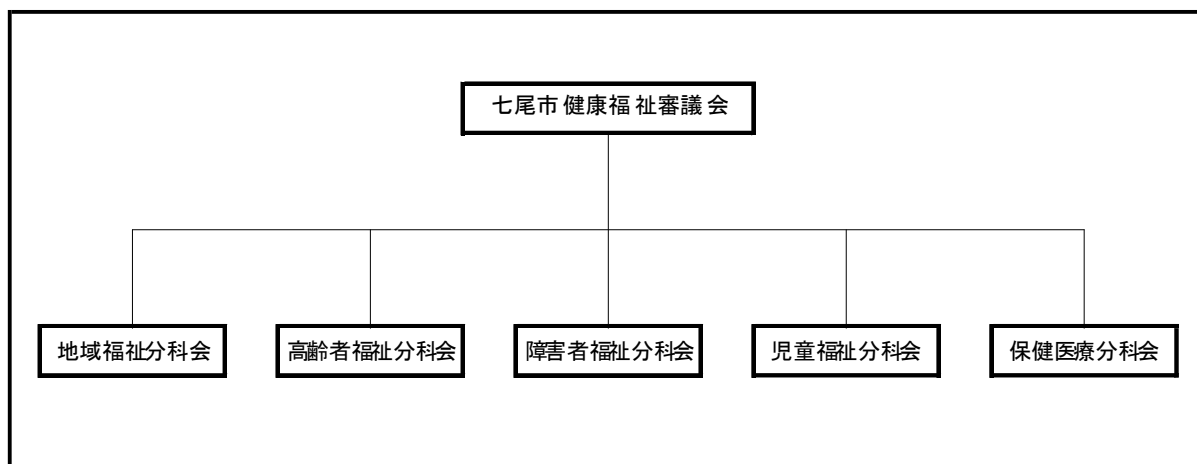 七尾市健康福祉審議会
地域福祉分科会
高齢者福祉分科会
障害者福祉分科会
児童福祉分科会
保健医療分科会